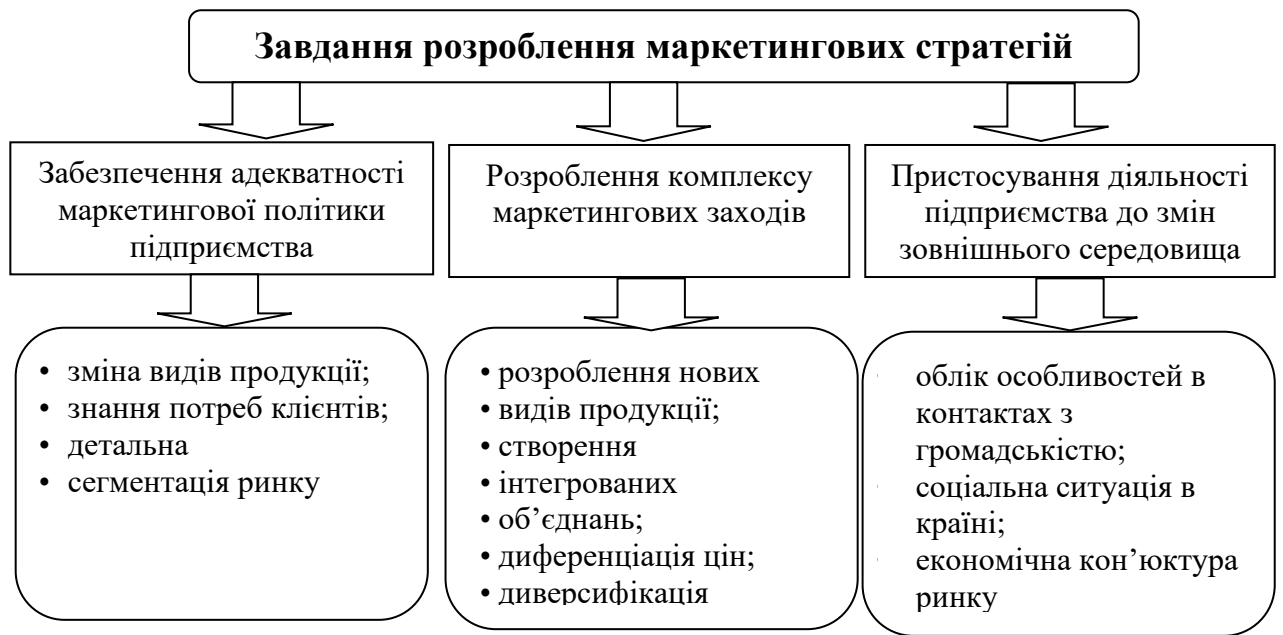 Завдання розроблення маркетингових стратегій
Забезпечення адекватності
маркетингової політики
підприємства
Розроблення комплексу
маркетингових заходів
Пристосування діяльності
підприємства до змін
зовнішнього середовища
• зміна видів продукції;
• знання потреб клієнтів;
• детальна
• сегментація ринку
• розроблення нових
• видів продукції;
• створення
• інтегрованих
• об’єднань;
• диференціація цін;
• диверсифікація
облік особливостей в
контактах з
громадськістю;
соціальна ситуація в
країні;
економічна кон’юктура
ринку